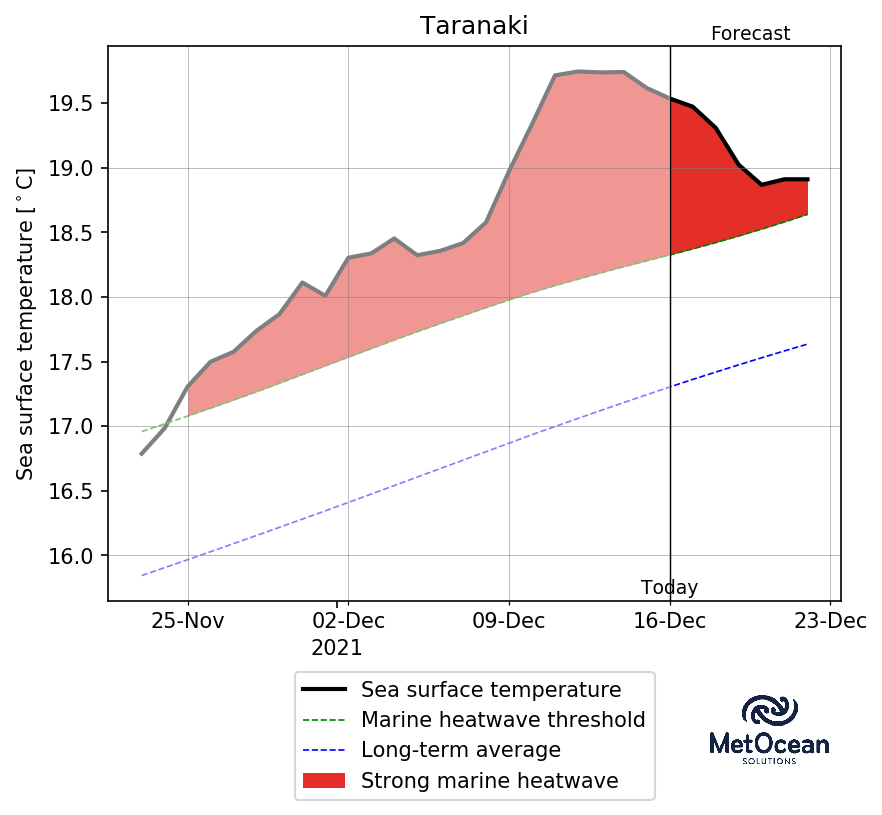 Taranaki
Forecast
Sea surface temperature [°C]
19.5
19.0
18.5
18.0
17.5
17.0
16.5
16.0
Today
25-Nov
02-Dec
09-Dec
16-Dec
23-Dec
2021
Sea surface temperature
Marine heatwave threshold
Long-term average
Strong marine heatwave
MetOcean
SOLUTIONS